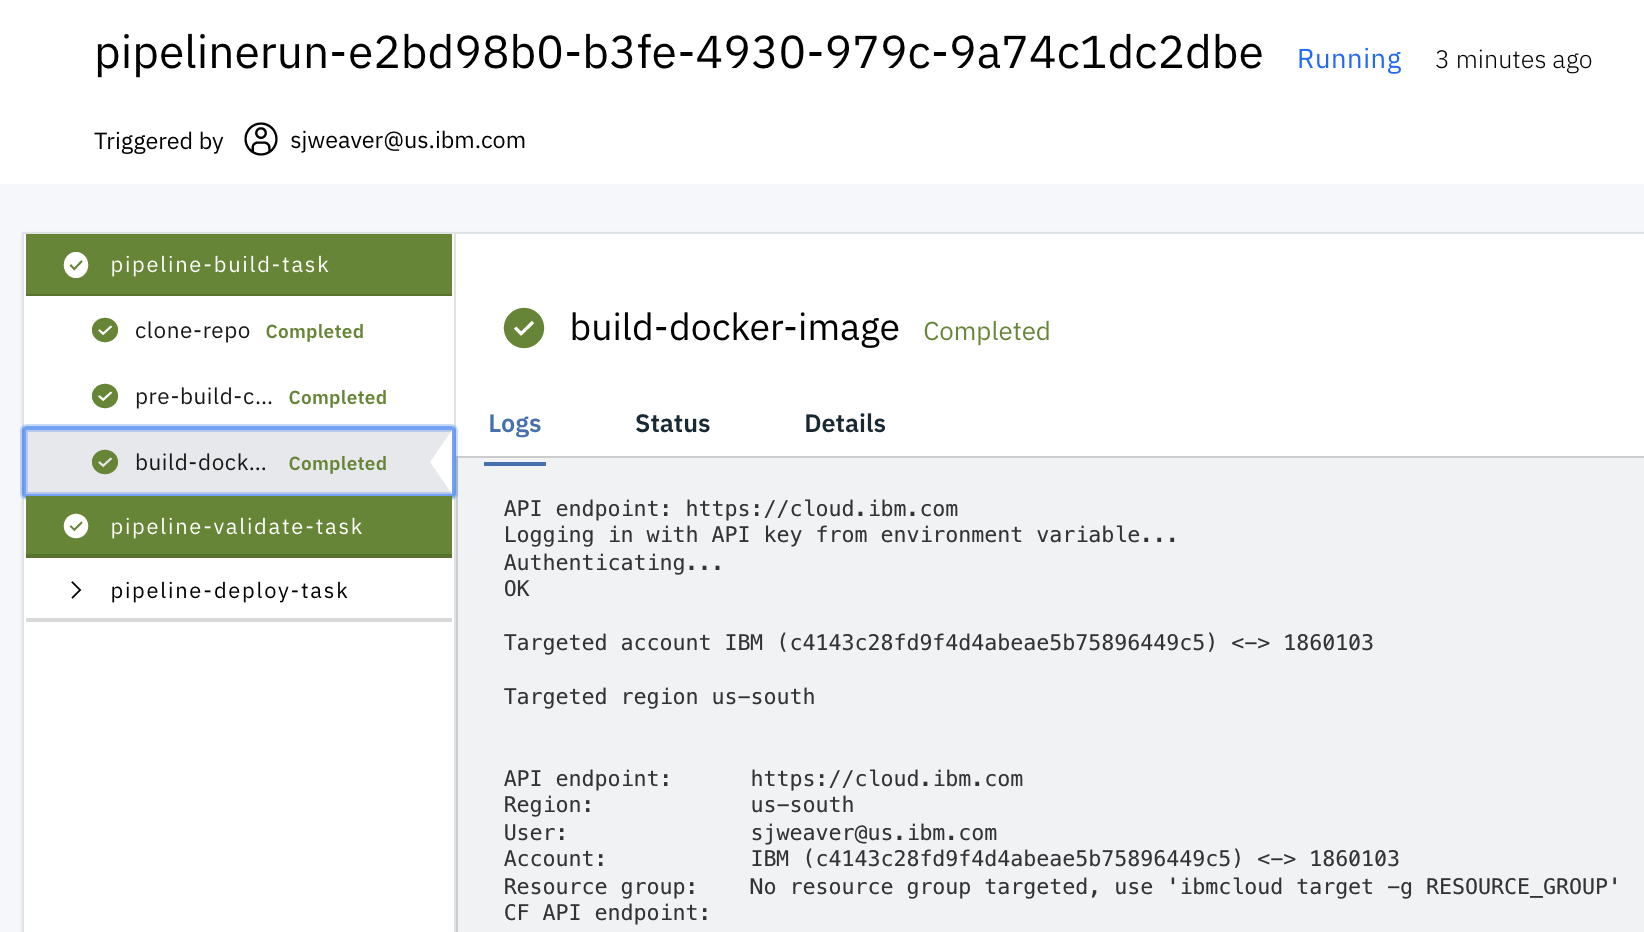 pipelinerun-e2bd98b0-b3fe-4930-979c-9a74c1dc2dbe Running 3 minutes ago
Triggered by sjweaver@us.ibm.com
pipeline-build-task
clone-repo Completed
pre-build-c... Completed
build-dock... Completed
pipeline-validate-task
pipeline-deploy-task
build-docker-image Completed
Logs Status Details
API endpoint: https://cloud.ibm.com
Logging in with API key from environment variable...
Authenticating...
OK
Targeted account IBM (c4143c28fd9f4d4abeae5b75896449c5) <-> 1860103
Targeted region us-south
API endpoint: https://cloud.ibm.com
Region: us-south
User: sjweaver@us.ibm.com
Account: IBM (c4143c28fd9f4d4abeae5b75896449c5) <-> 1860103
Resource group: No resource group targeted, use 'ibmcloud target -g RESOURCE_GROUP'
CF API endpoint: